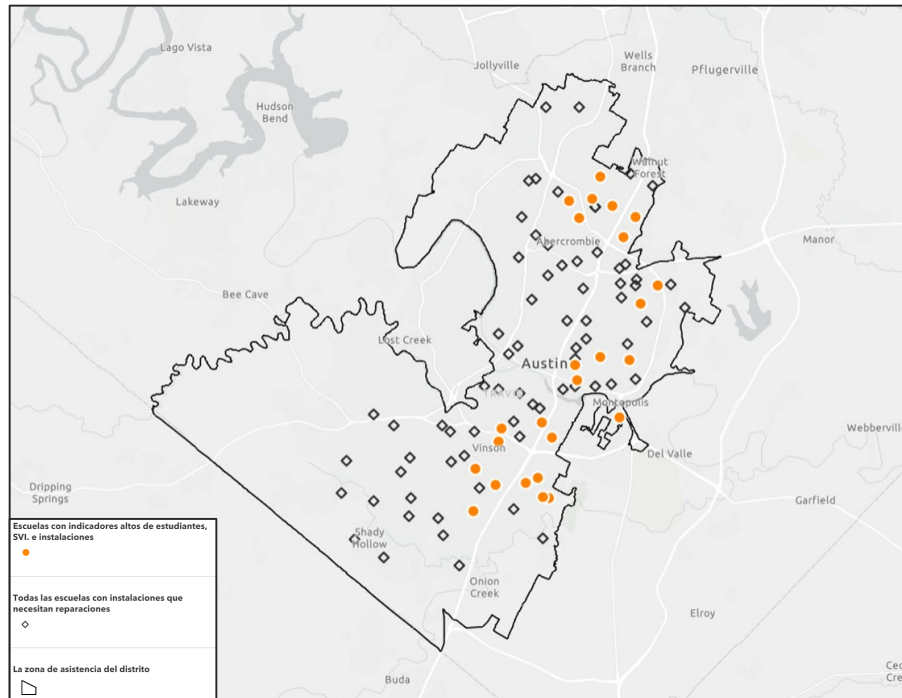 Lago Vista
Wells
Branch
Jollyville
Pflugerville
Hudson
Bend
Walnut
Forest
Lakeway
Abercrombie
Manor
Bee Cave
Lost Creek
Austin
TRAVIS
Montopolis
Webberville
Vinson
Del Valle
Dripping
Springs
Garfield
Shady
Hollow
Onion
Creek
Elroy
Buda
Escuelas con indicadores altos de estudiantes,
SVI. e instalaciones
Todas las escuelas con instalaciones que
necesitan reparaciones
La zona de asistencia del distrito